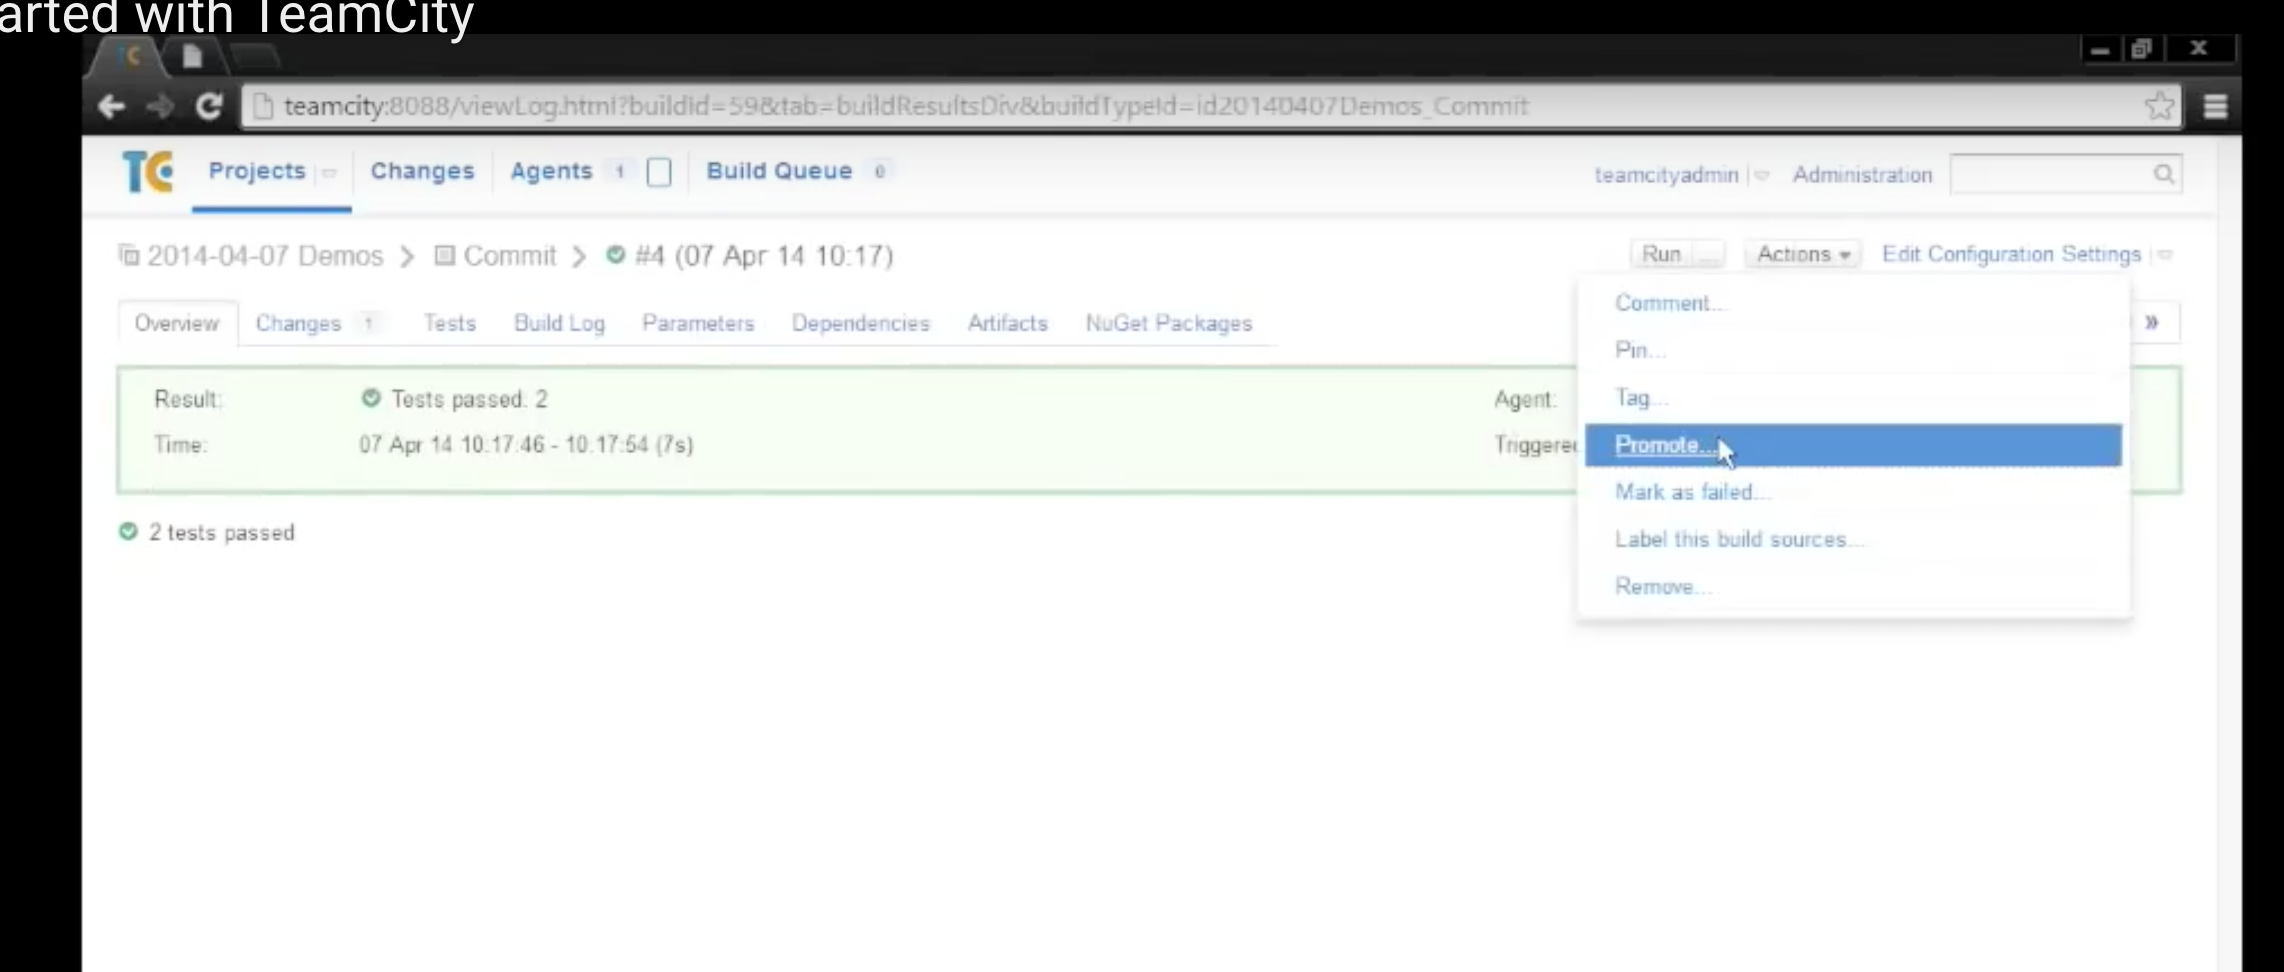 arted with TeamCity
teamcity:8088/viewLog.html?buildId=59&tab=buildResultsDiv&buildTypeId=id20140407Demos_Commit
TC Projects Changes Agents 1 Build Queue 0 teamcityadmin Administration
2014-04-07 Demos > Commit > #4 (07 Apr 14 10:17) Run ... Actions Edit Configuration Settings
Overview Changes 1 Tests Build Log Parameters Dependencies Artifacts NuGet Packages »
Result: Tests passed: 2 Agent:
Time: 07 Apr 14 10:17:46 - 10:17:54 (7s) Triggered
2 tests passed
Comment...
Pin...
Tag...
Promote...
Mark as failed...
Label this build sources...
Remove...